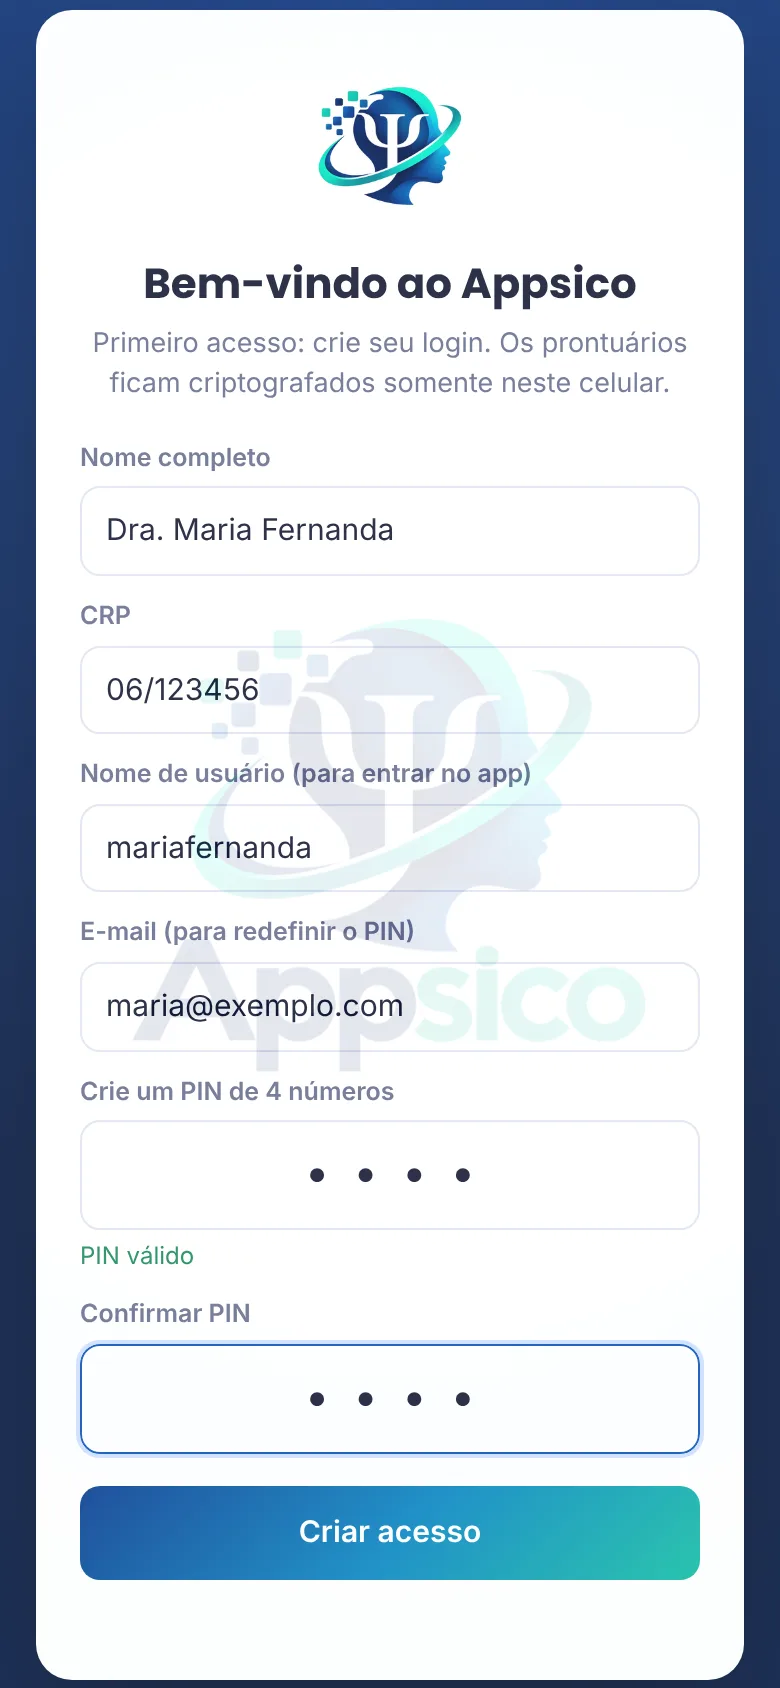 Ψ
Bem-vindo ao Appsico
Primeiro acesso: crie seu login. Os prontuários
ficam criptografados somente neste celular.
Nome completo
Dra. Maria Fernanda
CRP
06/123456
Nome de usuário (para entrar no app)
mariafernanda
E-mail (para redefinir o PIN)
maria@exemplo.com
Appsico
Crie um PIN de 4 números
• • • •
PIN válido
Confirmar PIN
• • • •
Criar acesso